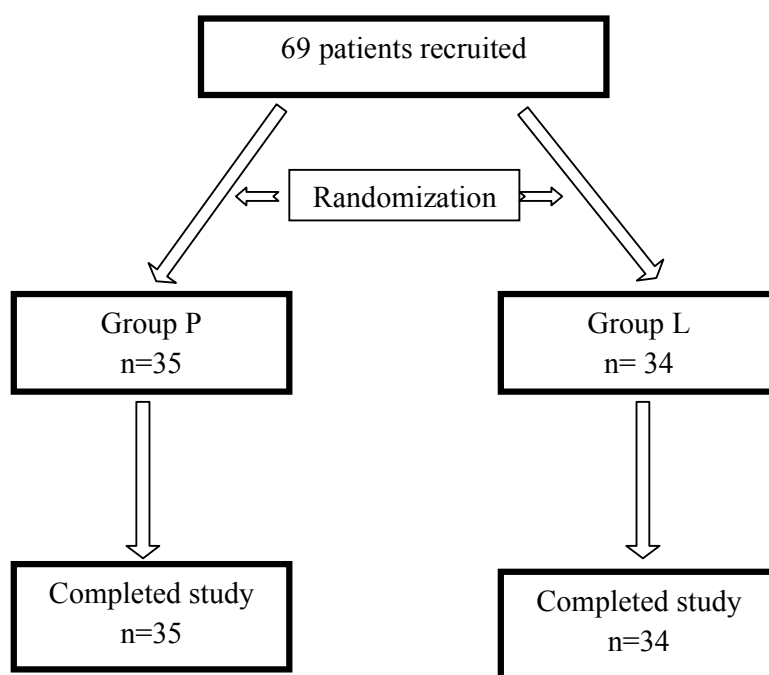 69 patients recruited
Randomization
Group P
n=35
Group L
n= 34
Completed study
n=35
Completed study
n=34